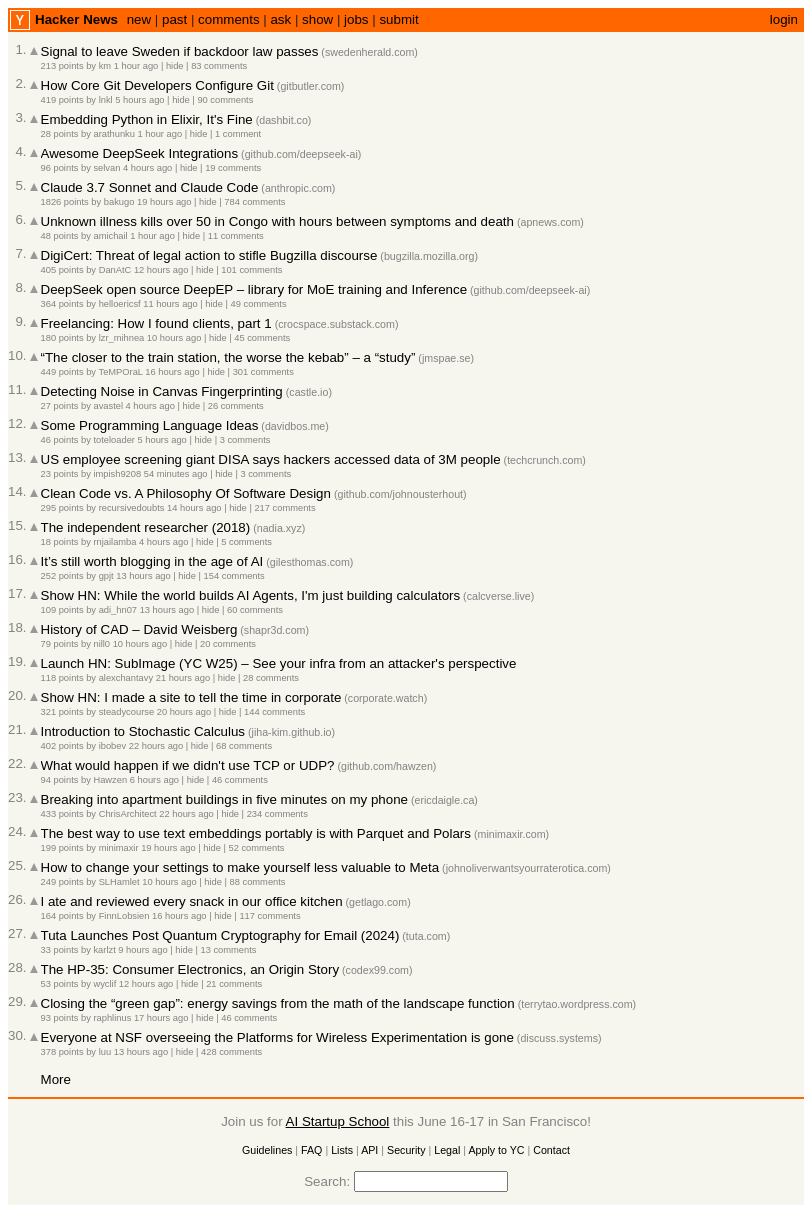 Y Hacker News new | past | comments | ask | show | jobs | submit login
1. ▲ Signal to leave Sweden if backdoor law passes (swedenherald.com)
213 points by km 1 hour ago | hide | 83 comments
2. ▲ How Core Git Developers Configure Git (gitbutler.com)
419 points by lnkl 5 hours ago | hide | 90 comments
3. ▲ Embedding Python in Elixir, It's Fine (dashbit.co)
28 points by arathunku 1 hour ago | hide | 1 comment
4. ▲ Awesome DeepSeek Integrations (github.com/deepseek-ai)
96 points by selvan 4 hours ago | hide | 19 comments
5. ▲ Claude 3.7 Sonnet and Claude Code (anthropic.com)
1826 points by bakugo 19 hours ago | hide | 784 comments
6. ▲ Unknown illness kills over 50 in Congo with hours between symptoms and death (apnews.com)
48 points by amichail 1 hour ago | hide | 11 comments
7. ▲ DigiCert: Threat of legal action to stifle Bugzilla discourse (bugzilla.mozilla.org)
405 points by DanAtC 12 hours ago | hide | 101 comments
8. ▲ DeepSeek open source DeepEP – library for MoE training and Inference (github.com/deepseek-ai)
364 points by helloericsf 11 hours ago | hide | 49 comments
9. ▲ Freelancing: How I found clients, part 1 (crocspace.substack.com)
180 points by lzr_mihnea 10 hours ago | hide | 45 comments
10. ▲ “The closer to the train station, the worse the kebab” – a “study” (jmspae.se)
449 points by TeMPOraL 16 hours ago | hide | 301 comments
11. ▲ Detecting Noise in Canvas Fingerprinting (castle.io)
27 points by avastel 4 hours ago | hide | 26 comments
12. ▲ Some Programming Language Ideas (davidbos.me)
46 points by toteloader 5 hours ago | hide | 3 comments
13. ▲ US employee screening giant DISA says hackers accessed data of 3M people (techcrunch.com)
23 points by impish9208 54 minutes ago | hide | 3 comments
14. ▲ Clean Code vs. A Philosophy Of Software Design (github.com/johnousterhout)
295 points by recursivedoubts 14 hours ago | hide | 217 comments
15. ▲ The independent researcher (2018) (nadia.xyz)
18 points by rnjailamba 4 hours ago | hide | 5 comments
16. ▲ It’s still worth blogging in the age of AI (gilesthomas.com)
252 points by gpjt 13 hours ago | hide | 154 comments
17. ▲ Show HN: While the world builds AI Agents, I'm just building calculators (calcverse.live)
109 points by adi_hn07 13 hours ago | hide | 60 comments
18. ▲ History of CAD – David Weisberg (shapr3d.com)
79 points by nill0 10 hours ago | hide | 20 comments
19. ▲ Launch HN: SubImage (YC W25) – See your infra from an attacker's perspective
118 points by alexchantavy 21 hours ago | hide | 28 comments
20. ▲ Show HN: I made a site to tell the time in corporate (corporate.watch)
321 points by steadycourse 20 hours ago | hide | 144 comments
21. ▲ Introduction to Stochastic Calculus (jiha-kim.github.io)
402 points by ibobev 22 hours ago | hide | 68 comments
22. ▲ What would happen if we didn't use TCP or UDP? (github.com/hawzen)
94 points by Hawzen 6 hours ago | hide | 46 comments
23. ▲ Breaking into apartment buildings in five minutes on my phone (ericdaigle.ca)
433 points by ChrisArchitect 22 hours ago | hide | 234 comments
24. ▲ The best way to use text embeddings portably is with Parquet and Polars (minimaxir.com)
199 points by minimaxir 19 hours ago | hide | 52 comments
25. ▲ How to change your settings to make yourself less valuable to Meta (johnoliverwantsyourraterotica.com)
249 points by SLHamlet 10 hours ago | hide | 88 comments
26. ▲ I ate and reviewed every snack in our office kitchen (getlago.com)
164 points by FinnLobsien 16 hours ago | hide | 117 comments
27. ▲ Tuta Launches Post Quantum Cryptography for Email (2024) (tuta.com)
33 points by karlzt 9 hours ago | hide | 13 comments
28. ▲ The HP-35: Consumer Electronics, an Origin Story (codex99.com)
53 points by wyclif 12 hours ago | hide | 21 comments
29. ▲ Closing the “green gap”: energy savings from the math of the landscape function (terrytao.wordpress.com)
93 points by raphlinus 17 hours ago | hide | 46 comments
30. ▲ Everyone at NSF overseeing the Platforms for Wireless Experimentation is gone (discuss.systems)
378 points by luu 13 hours ago | hide | 428 comments
More
Join us for AI Startup School this June 16-17 in San Francisco!
Guidelines | FAQ | Lists | API | Security | Legal | Apply to YC | Contact
Search: